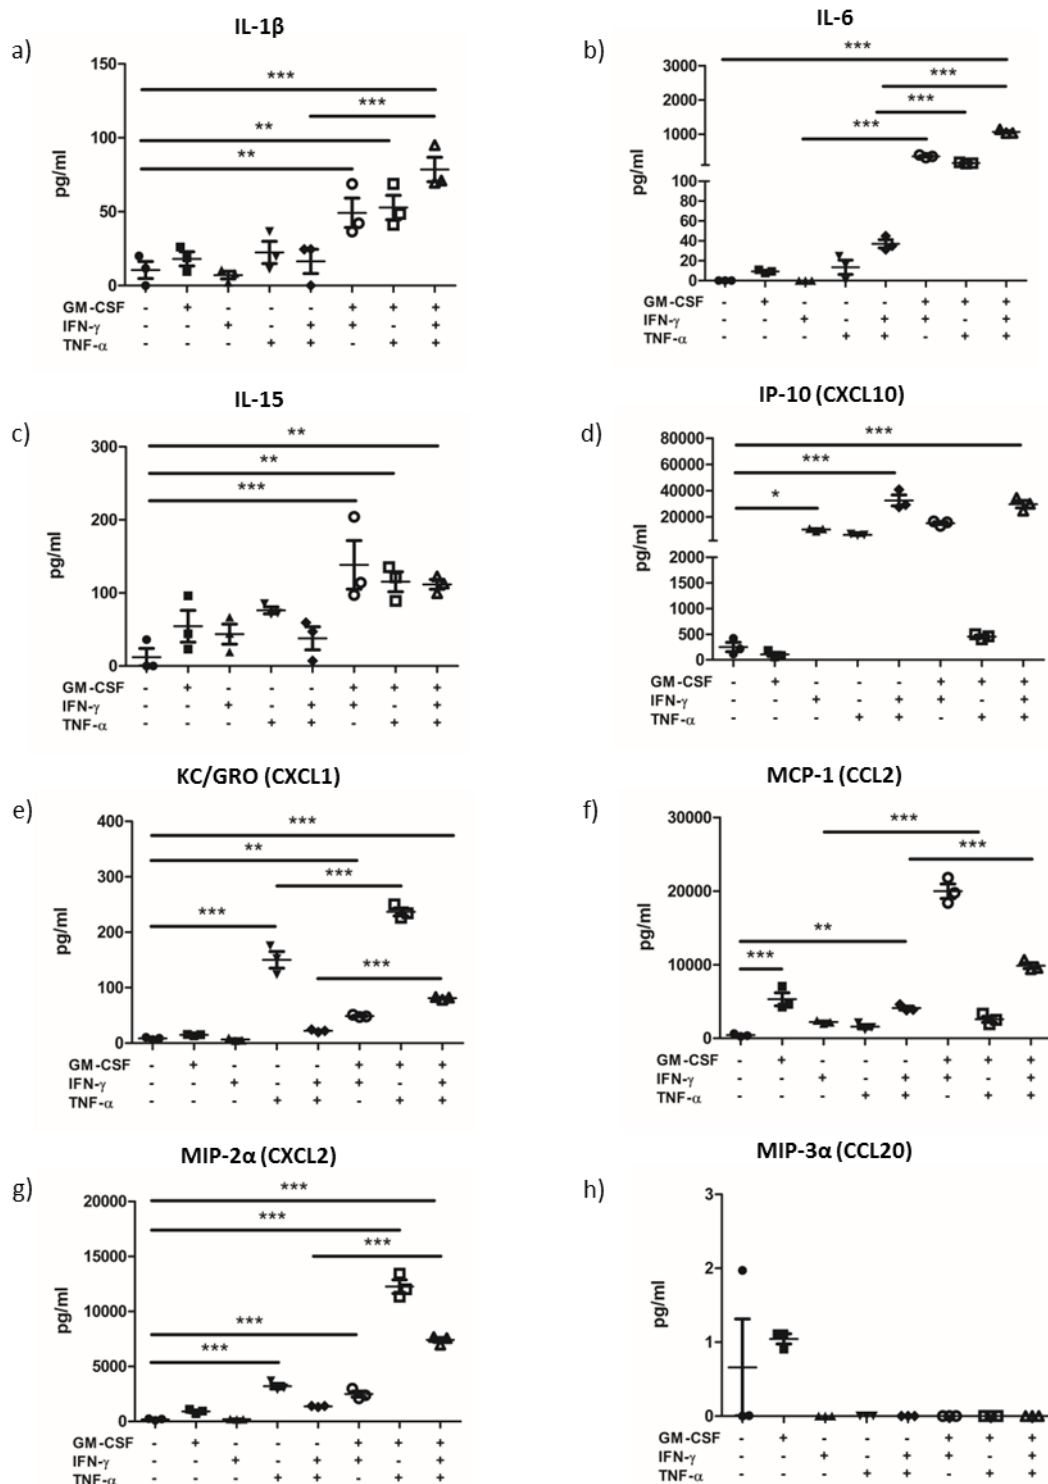 IL-1β
a)
150
***
***
100
**
**
50
0
pg/ml
GM-CSF - + - - - + + +
IFN-γ - - + - + + - +
TNF-α - - - + + - + +
IL-6
b)
***
3000
***
2000
***
1000
***
100
80
60
40
20
0
pg/ml
GM-CSF - + - - - + + +
IFN-γ - - + - + + - +
TNF-α - - - + + - + +
IL-15
c)
300
**
**
***
200
100
0
pg/ml
GM-CSF - + - - - + + +
IFN-γ - - + - + + - +
TNF-α - - - + + - + +
IP-10 (CXCL10)
d)
80000
***
60000
***
40000
*
20000
2000
1500
1000
500
0
pg/ml
GM-CSF - + - - - + + +
IFN-γ - - + - + + - +
TNF-α - - - + + - + +
KC/GRO (CXCL1)
e)
400
***
**
300
***
***
200
***
100
0
pg/ml
GM-CSF - + - - - + + +
IFN-γ - - + - + + - +
TNF-α - - - + + - + +
MCP-1 (CCL2)
f)
30000
***
***
20000
**
***
10000
0
pg/ml
GM-CSF - + - - - + + +
IFN-γ - - + - + + - +
TNF-α - - - + + - + +
MIP-2α (CXCL2)
g)
20000
***
***
***
15000
10000
***
***
5000
0
pg/ml
GM-CSF - + - - - + + +
IFN-γ - - + - + + - +
TNF-α - - - + + - + +
MIP-3α (CCL20)
h)
3
2
1
0
pg/ml
GM-CSF - + - - - + + +
IFN-γ - - + - + + - +
TNF-α - - - + + - + +